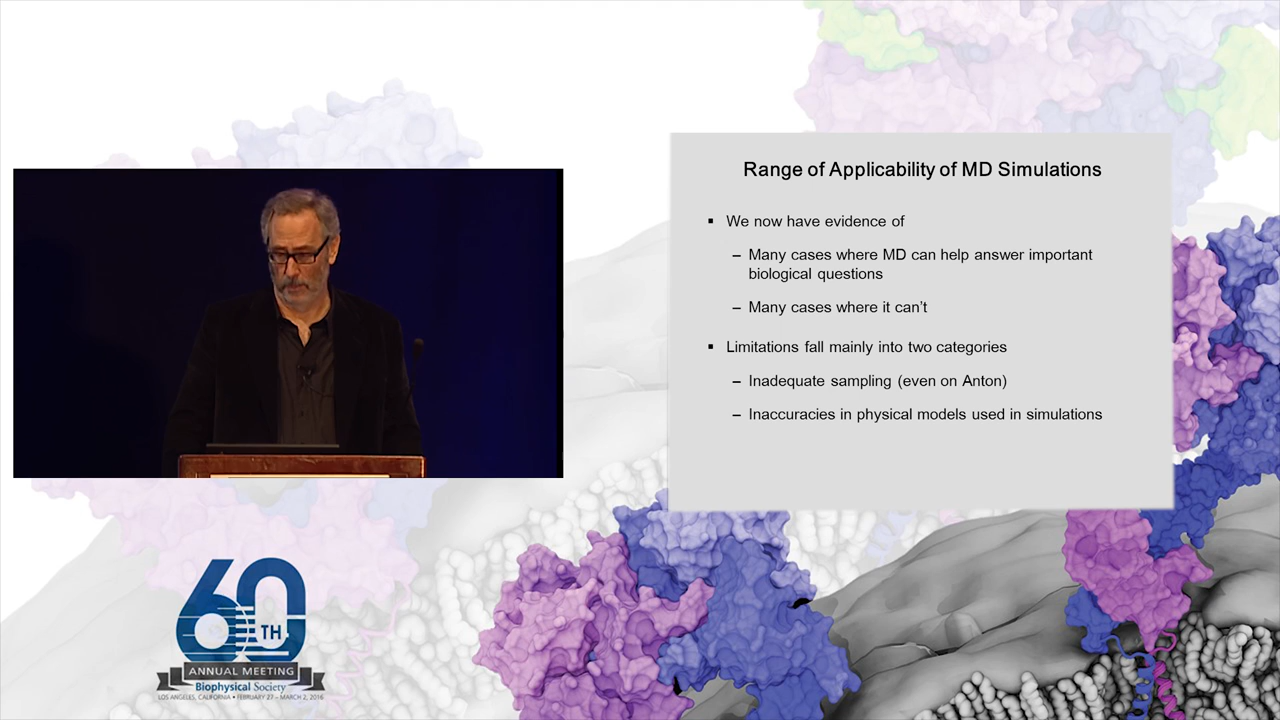 Range of Applicability of MD Simulations
▪ We now have evidence of
– Many cases where MD can help answer important
biological questions
– Many cases where it can't
▪ Limitations fall mainly into two categories
– Inadequate sampling (even on Anton)
– Inaccuracies in physical models used in simulations
60TH
ANNUAL MEETING
Biophysical Society
LOS ANGELES, CALIFORNIA • FEBRUARY 27 – MARCH 2, 2016